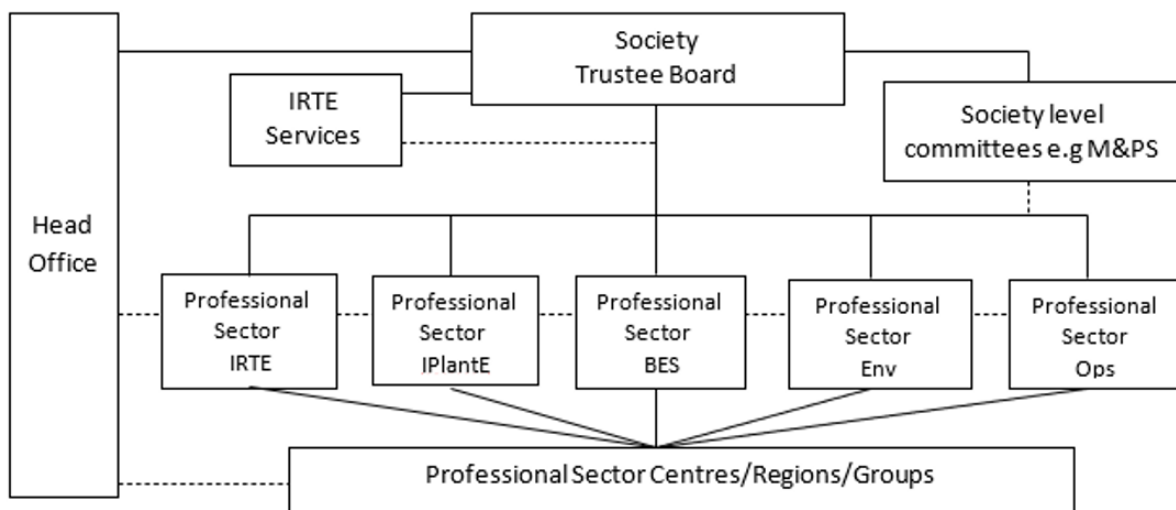 Society
Trustee Board
IRTE
Services
Society level
committees e.g M&PS
Head
Office
Professional
Sector
IRTE
Professional
Sector
IPlantE
Professional
Sector
BES
Professional
Sector
Env
Professional
Sector
Ops
Professional Sector Centres/Regions/Groups